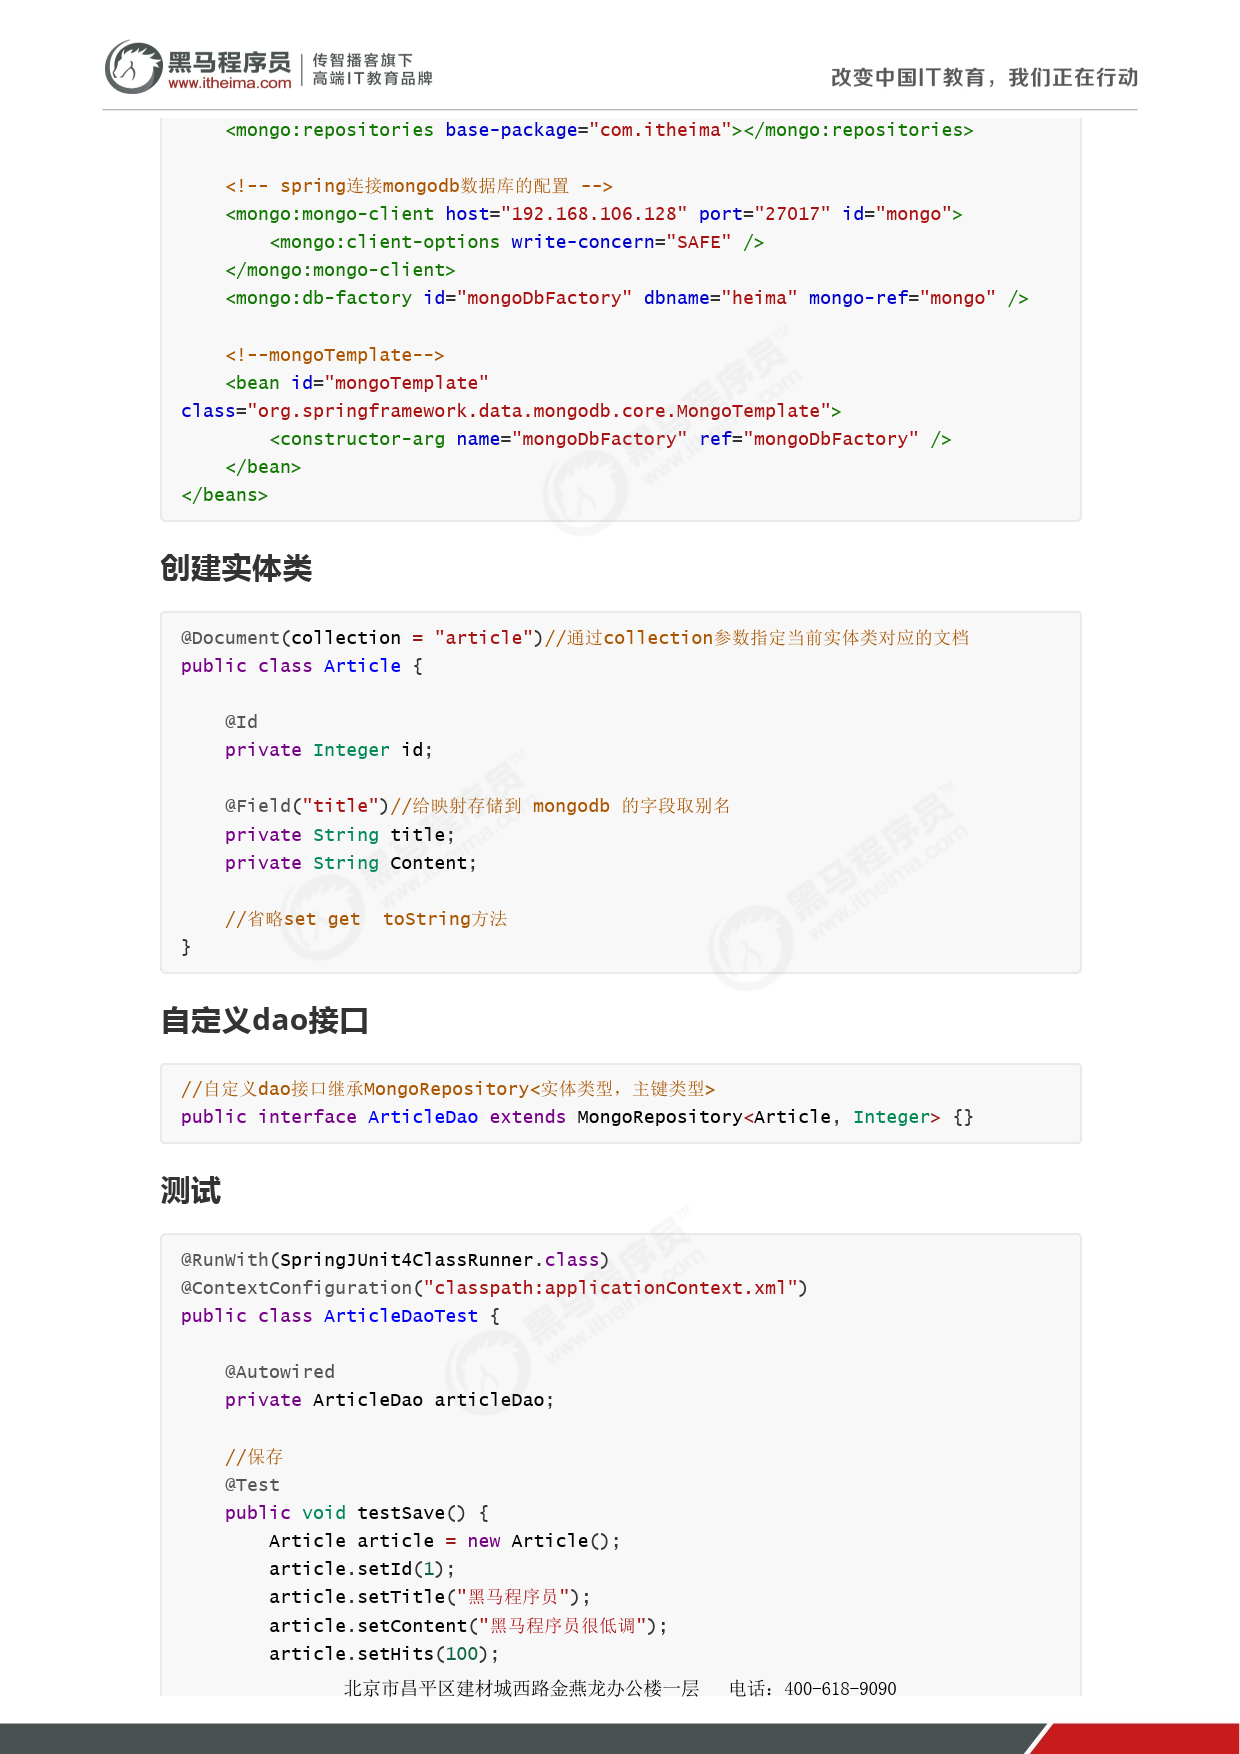 黑马程序员
www.itheima.com
传智播客旗下
高端IT教育品牌
改变中国IT教育，我们正在行动
    <mongo:repositories base-package="com.itheima"></mongo:repositories>

    <!-- spring连接mongodb数据库的配置 -->
    <mongo:mongo-client host="192.168.106.128" port="27017" id="mongo">
        <mongo:client-options write-concern="SAFE" />
    </mongo:mongo-client>
    <mongo:db-factory id="mongoDbFactory" dbname="heima" mongo-ref="mongo" />

    <!--mongoTemplate-->
    <bean id="mongoTemplate"
class="org.springframework.data.mongodb.core.MongoTemplate">
        <constructor-arg name="mongoDbFactory" ref="mongoDbFactory" />
    </bean>
</beans>
创建实体类
@Document(collection = "article")//通过collection参数指定当前实体类对应的文档
public class Article {

    @Id
    private Integer id;

    @Field("title")//给映射存储到 mongodb 的字段取别名
    private String title;
    private String Content;

    //省略set get  toString方法
}
自定义dao接口
//自定义dao接口继承MongoRepository<实体类型，主键类型>
public interface ArticleDao extends MongoRepository<Article, Integer> {}
测试
@RunWith(SpringJUnit4ClassRunner.class)
@ContextConfiguration("classpath:applicationContext.xml")
public class ArticleDaoTest {

    @Autowired
    private ArticleDao articleDao;

    //保存
    @Test
    public void testSave() {
        Article article = new Article();
        article.setId(1);
        article.setTitle("黑马程序员");
        article.setContent("黑马程序员很低调");
        article.setHits(100);
北京市昌平区建材城西路金燕龙办公楼一层   电话：400-618-9090